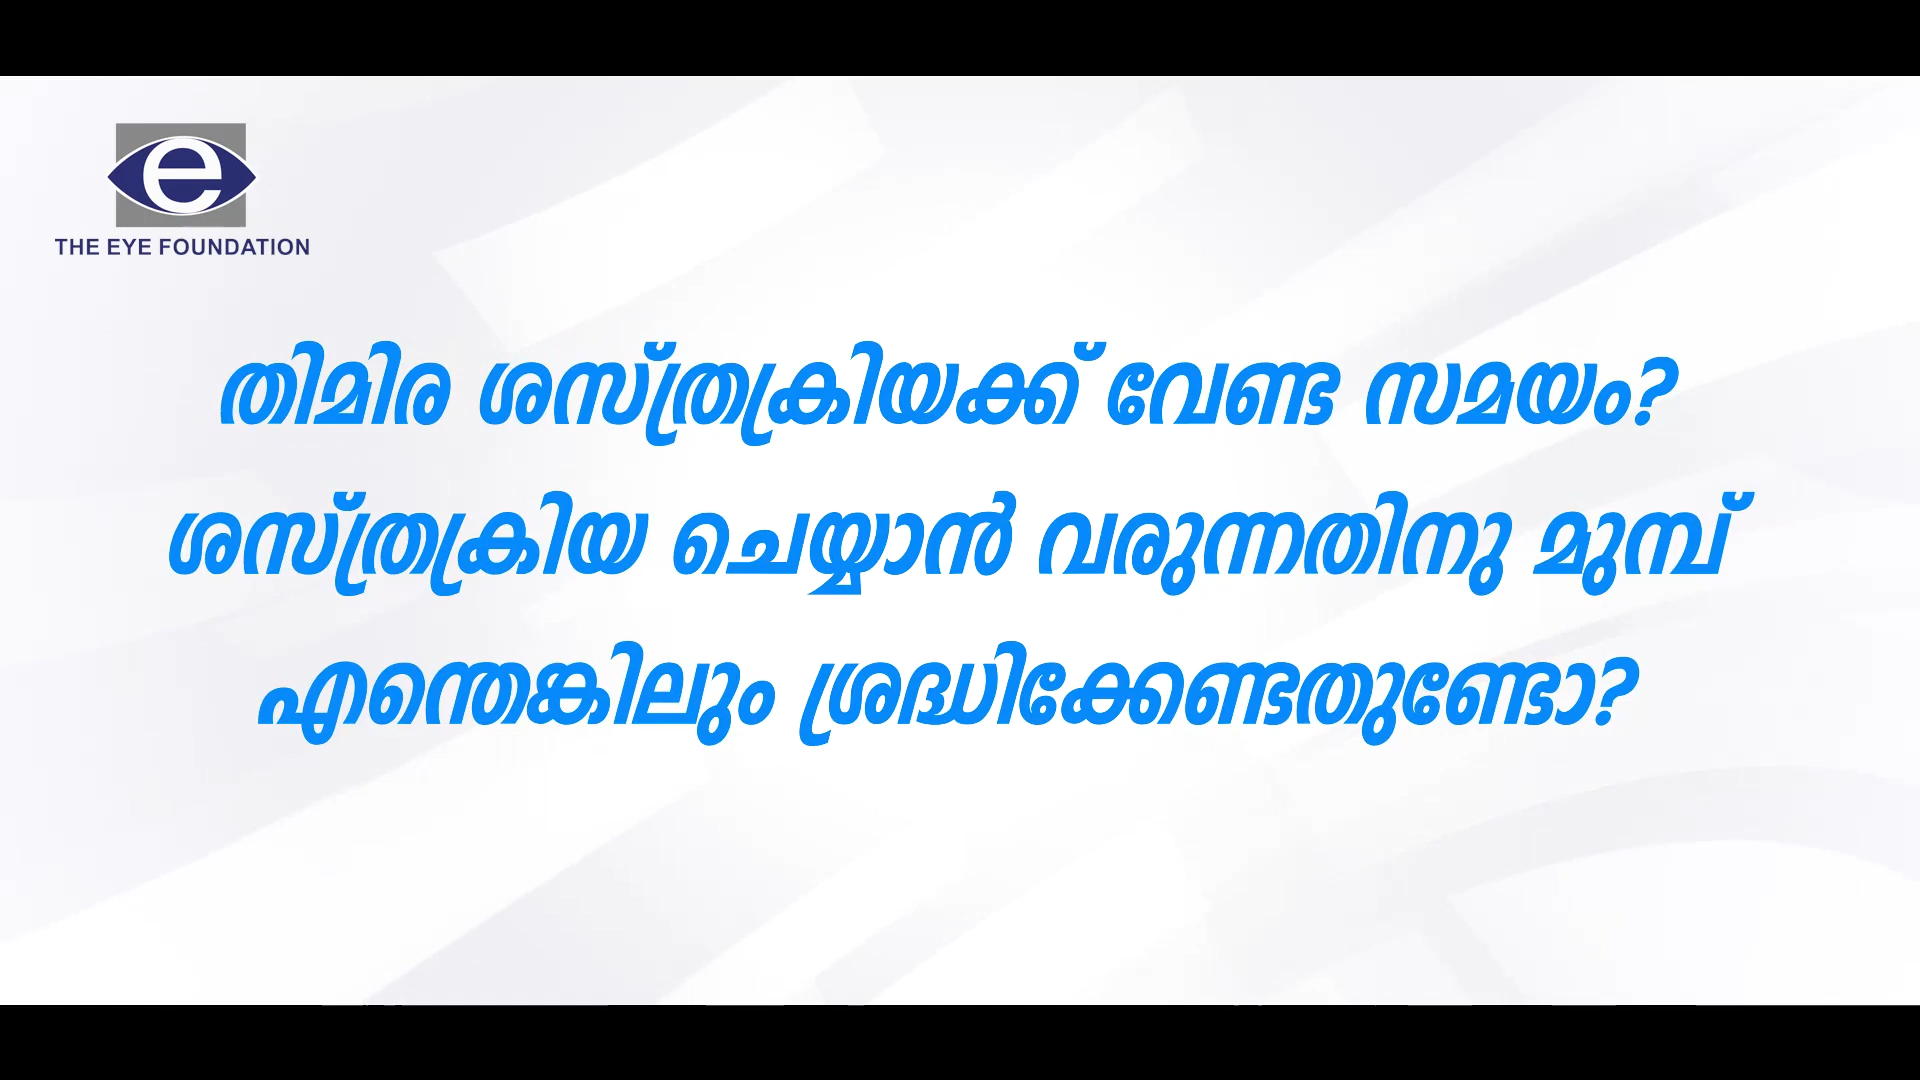 THE EYE FOUNDATION
തിമിര ശസ്ത്രക്രിയക്ക് വേണ്ട സമയം?
ശസ്ത്രക്രിയ ചെയ്യാൻ വരുന്നതിനു മുമ്പ്
എന്തെങ്കിലും ശ്രദ്ധിക്കേണ്ടതുണ്ടോ?